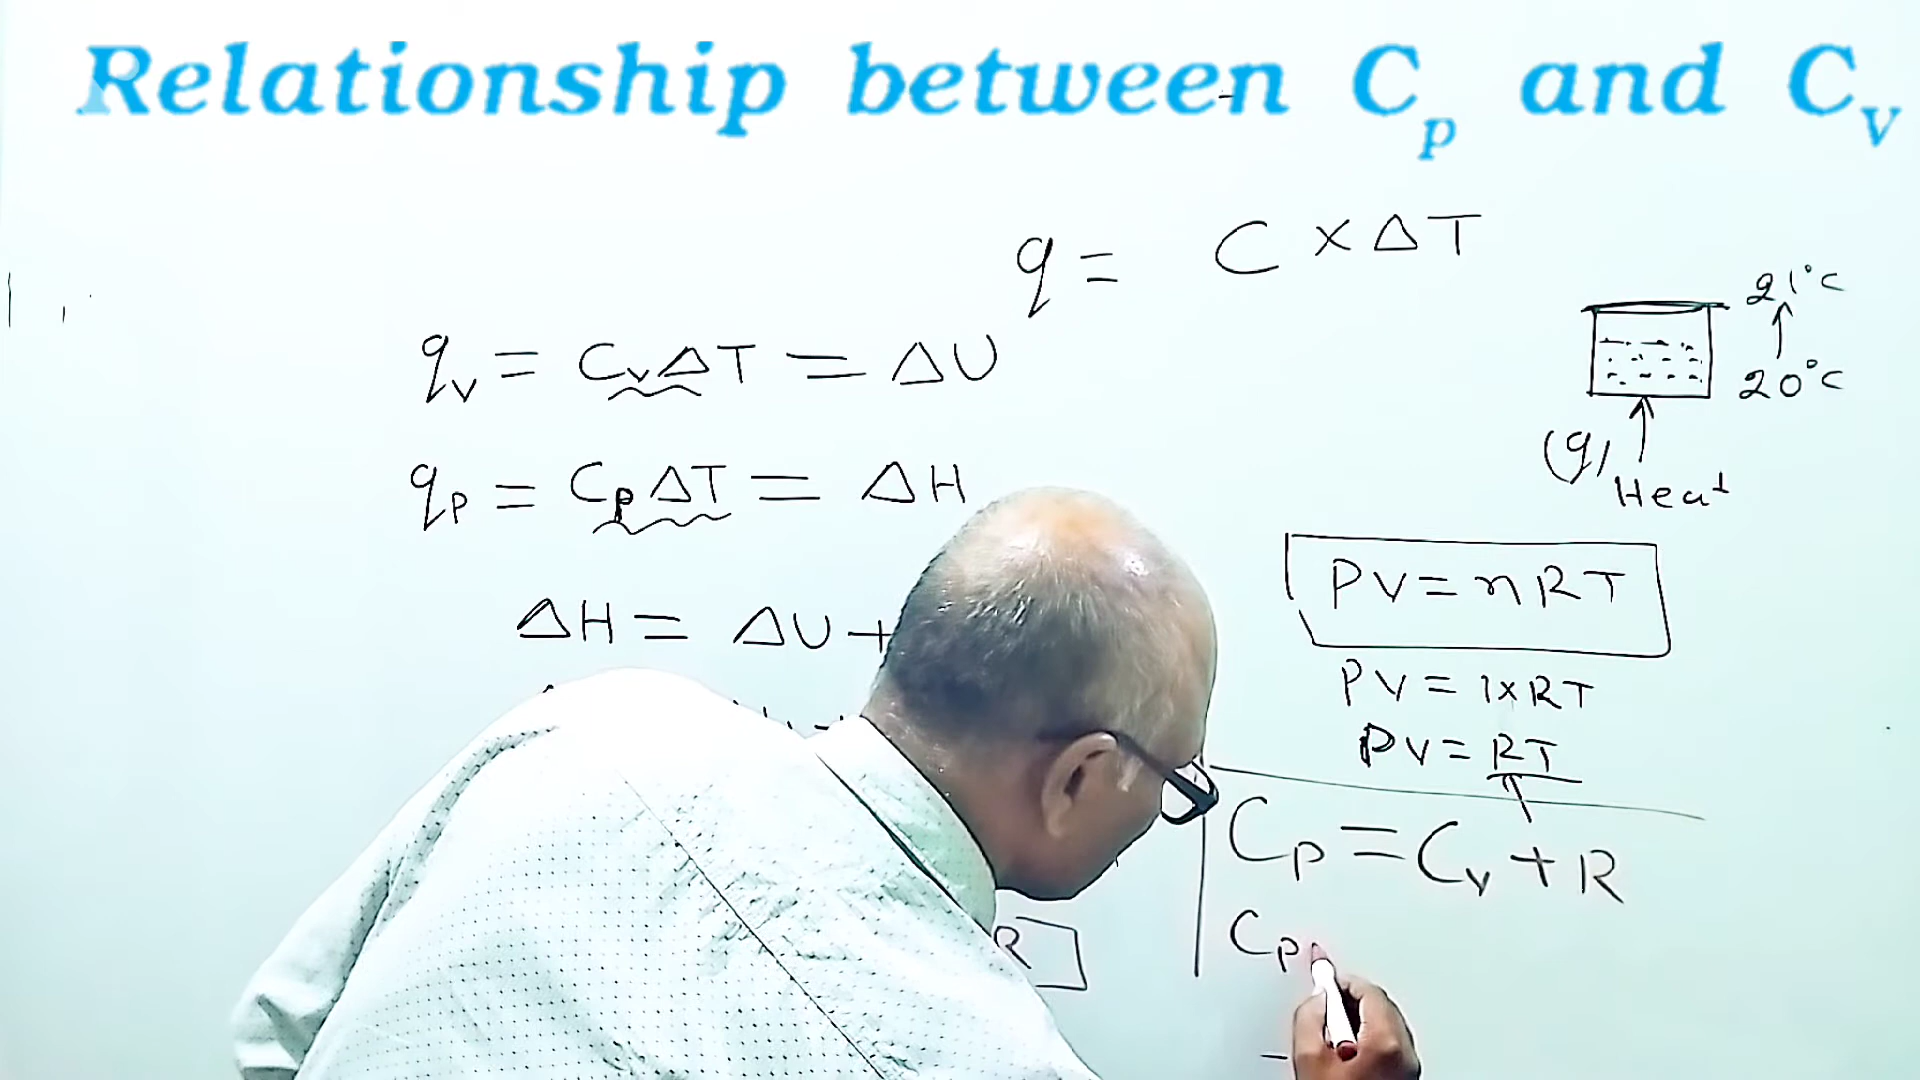 Relationship between Cp and Cv
q = C × ΔT
qv = CvΔT = ΔU
qp = CpΔT = ΔH
ΔH = ΔU +
R
21°C
20°C
(q)
Heat
PV = nRT
PV = 1×RT
PV = RT
Cp = Cv + R
Cp